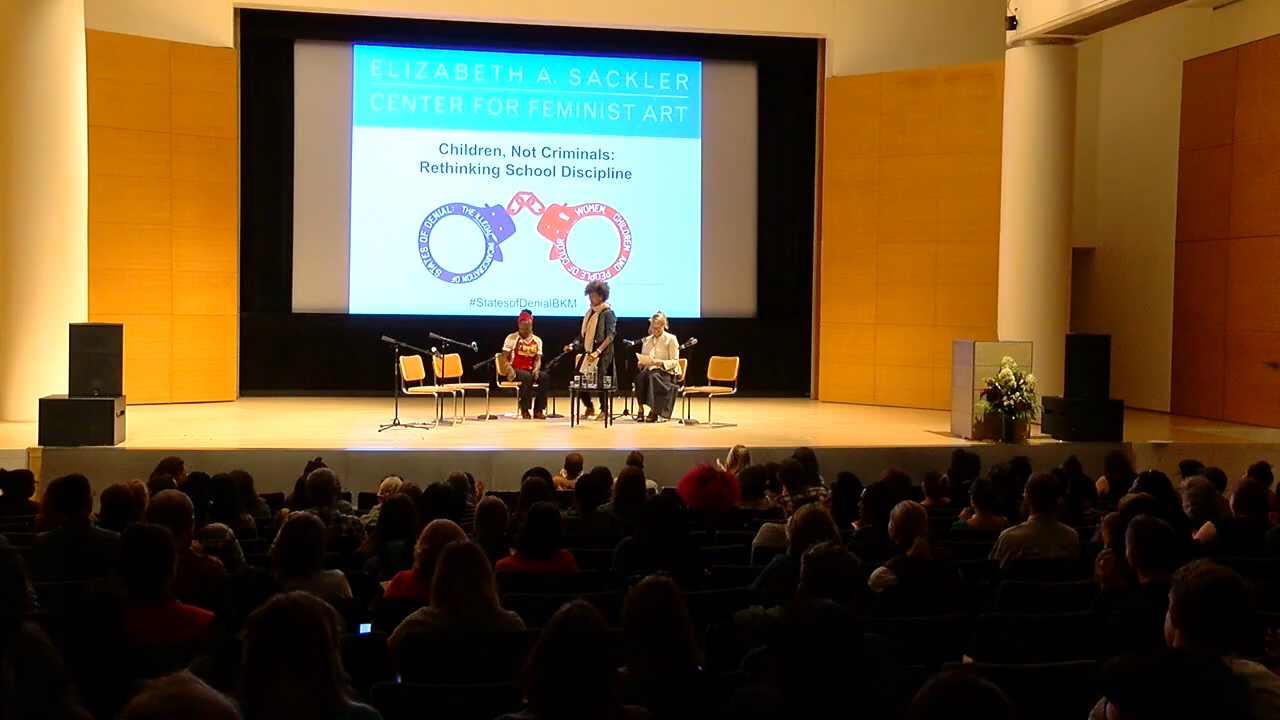 ELIZABETH A. SACKLER
CENTER FOR FEMINIST ART
Children, Not Criminals:
Rethinking School Discipline
STATES OF DENIAL: THE ILLEGAL INCARCERATION OF
WOMEN CHILDREN AND PEOPLE OF COLOR
#StatesofDenialBKM